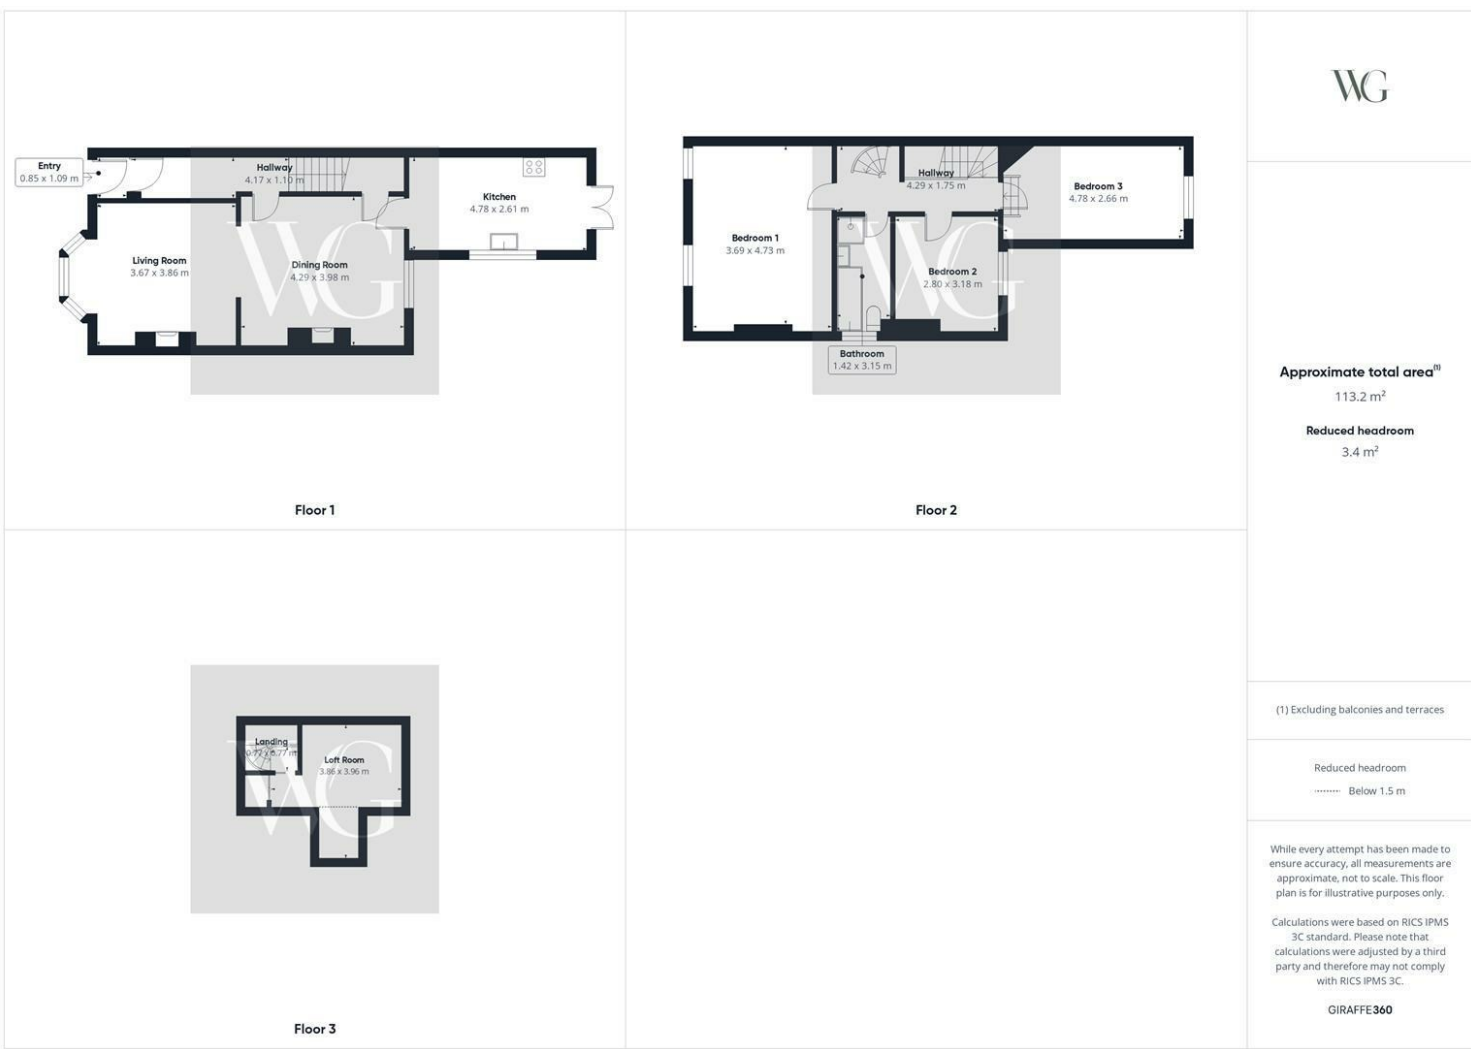 Entry
0.85 x 1.09 m
Hallway
4.17 x 1.10 m
Kitchen
4.78 x 2.61 m
Living Room
3.67 x 3.86 m
Dining Room
4.29 x 3.98 m
WG
Floor 1
Hallway
4.29 x 1.75 m
Bedroom 3
4.78 x 2.66 m
Bedroom 1
3.69 x 4.73 m
Bedroom 2
2.80 x 3.18 m
WG
Bathroom
1.42 x 3.15 m
Floor 2
Landing
Loft Room
3.86 x 3.96 m
WG
Floor 3
WG
Approximate total area(1)
113.2 m²
Reduced headroom
3.4 m²
(1) Excluding balconies and terraces
Reduced headroom
Below 1.5 m
While every attempt has been made to
ensure accuracy, all measurements are
approximate, not to scale. This floor
plan is for illustrative purposes only.
Calculations were based on RICS IPMS
3C standard. Please note that
calculations were adjusted by a third
party and therefore may not comply
with RICS IPMS 3C.
GIRAFFE360